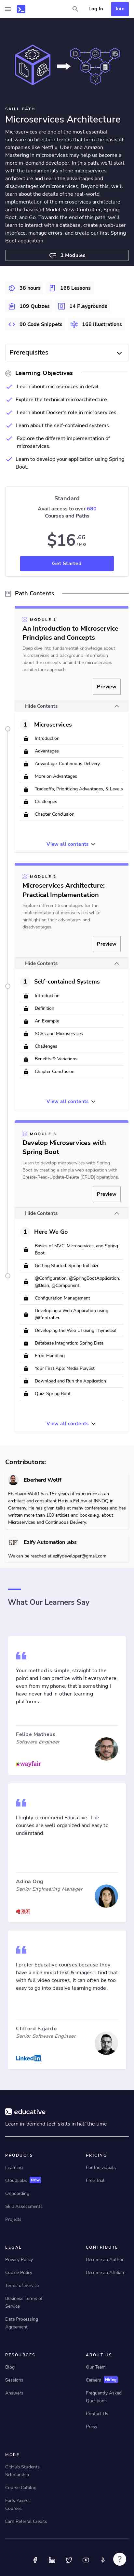 Log In
Join
SKILL PATH
Microservices Architecture
Microservices are one of the most essential
software architecture trends that form the basis of
tools such as Netflix, Uber, and Amazon.
Mastering microservices may help you become a
more in-demand developer. In this path, you'll start
with the fundamentals of microservices and
explore the advantages and disadvantages of
microservices. Beyond this, you'll learn
about the basics of Model-View-Controller, Spring
Boot, and Go. Towards the end of this path, we will
learn to integrate databases, create a web-user
interface, manage errors, and create our first Spring
Boot application.
3 Modules
38 hours
168 Lessons
109 Quizzes
14 Playgrounds
90 Code Snippets
168 Illustrations
Prerequisites
Learning Objectives
Learn about microservices in detail.
Explore the technical microarchitecture.
Learn about Docker's role in microservices.
Learn about the self-contained systems.
Explore the different implementation of microservices.
Learn to develop your application using Spring Boot.
Standard
Avail access to over 680
Courses and Paths
$16 .66 / MO
Get Started
Path Contents
MODULE 1
An Introduction to Microservice
Principles and Concepts
Deep dive into fundamental knowledge about
microservices and background information
about the concepts behind the microservices
architecture approach.
Preview
Hide Contents
1 Microservices
Introduction
Advantages
Advantage: Continuous Delivery
More on Advantages
Tradeoffs, Prioritizing Advantages, & Levels
Challenges
Chapter Conclusion
View all contents
MODULE 2
Microservices Architecture:
Practical Implementation
Explore different technologies for the
implementation of microservices while
highlighting their advantages and
disadvantages.
Preview
Hide Contents
1 Self-contained Systems
Introduction
Definition
An Example
SCSs and Microservices
Challenges
Benefits & Variations
Chapter Conclusion
View all contents
MODULE 3
Develop Microservices with
Spring Boot
Learn to develop microservices with Spring
Boot by creating a simple web application with
Create-Read-Update-Delete (CRUD) operations.
Preview
Hide Contents
1 Here We Go
Basics of MVC, Microservices, and Spring
Boot
Getting Started: Spring Initializr
@Configuration, @SpringBootApplication,
@Bean, @Component
Configuration Management
Developing a Web Application using
@Controller
Developing the Web UI using Thymeleaf
Database Integration: Spring Data
Error Handling
Your First App: Media Playlist
Download and Run the Application
Quiz: Spring Boot
View all contents
Contributors:
Eberhard Wolff
Eberhard Wolff has 15+ years of experience as an
architect and consultant He is a Fellow at INNOQ in
Germany. He has given talks at many conferences and has
written more than 100 articles and books e.g. about
Microservices and Continuous Delivery.
Ezify Automation labs
We can be reached at ezifydeveloper@gmail.com
What Our Learners Say
Your method is simple, straight to the
point and I can practice with it everywhere,
even from my phone, that's something I
have never had in other learning
platforms.
Felipe Matheus
Software Engineer
wayfair
I highly recommend Educative. The
courses are well organized and easy to
understand.
Adina Ong
Senior Engineering Manager
I prefer Educative courses because they
have a nice mix of text & images. I find that
with full video courses, it can often be too
easy to go into passive learning mode.
Clifford Fajardo
Senior Software Engineer
Linkedin
educative
Learn in-demand tech skills in half the time
PRODUCTS
Learning
CloudLabs New
Onboarding
Skill Assessments
Projects
PRICING
For Individuals
Free Trial
LEGAL
Privacy Policy
Cookie Policy
Terms of Service
Business Terms of
Service
Data Processing
Agreement
CONTRIBUTE
Become an Author
Become an Affiliate
RESOURCES
Blog
Sessions
Answers
ABOUT US
Our Team
Careers Hiring
Frequently Asked
Questions
Contact Us
Press
MORE
GitHub Students
Scholarship
Course Catalog
Early Access
Courses
Earn Referral Credits
?